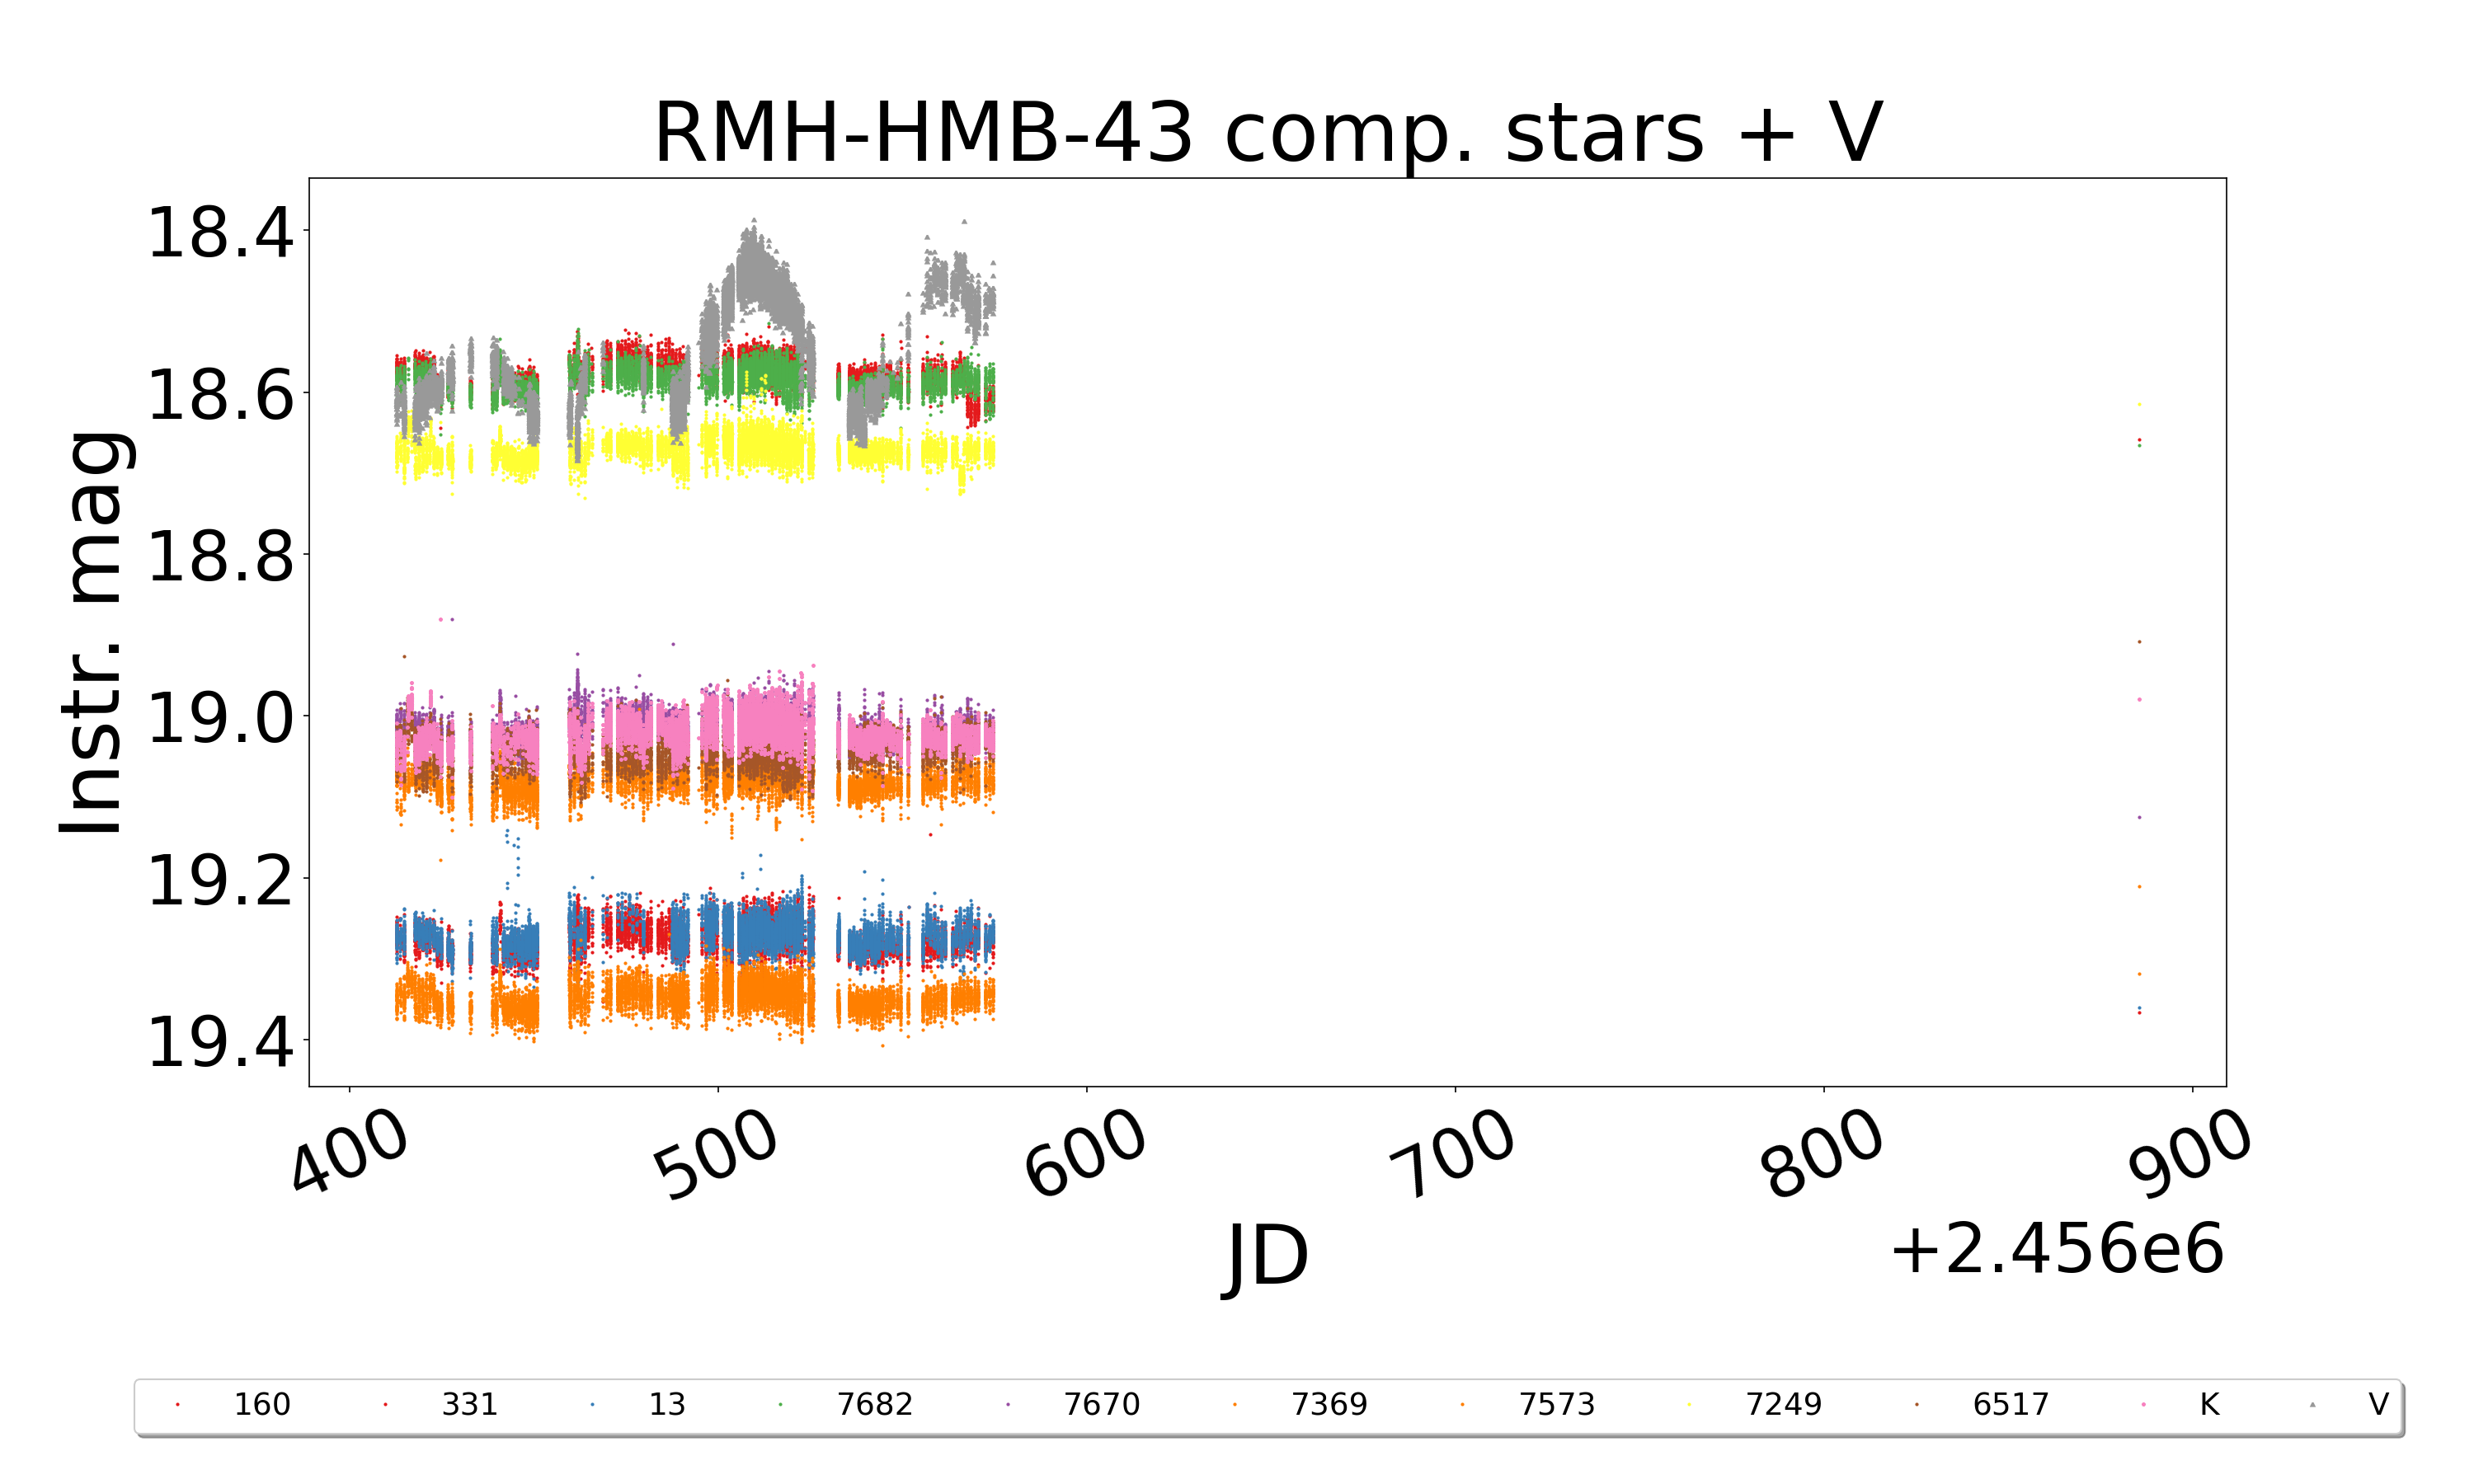 RMH-HMB-43 comp. stars + V
Instr. mag
18.4
18.6
18.8
19.0
19.2
19.4
400 500 600 700 800 900
JD
+2.456e6
160 331 13 7682 7670 7369 7573 7249 6517 K V